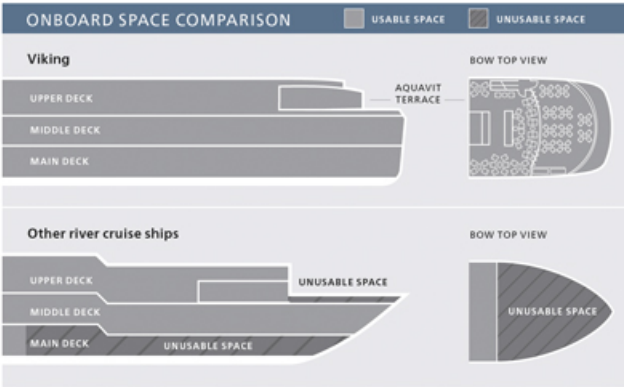 ONBOARD SPACE COMPARISON
USABLE SPACE
UNUSABLE SPACE
Viking
BOW TOP VIEW
UPPER DECK
AQUAVIT
TERRACE
MIDDLE DECK
MAIN DECK
Other river cruise ships
BOW TOP VIEW
UPPER DECK
UNUSABLE SPACE
MIDDLE DECK
UNUSABLE SPACE
MAIN DECK
UNUSABLE SPACE